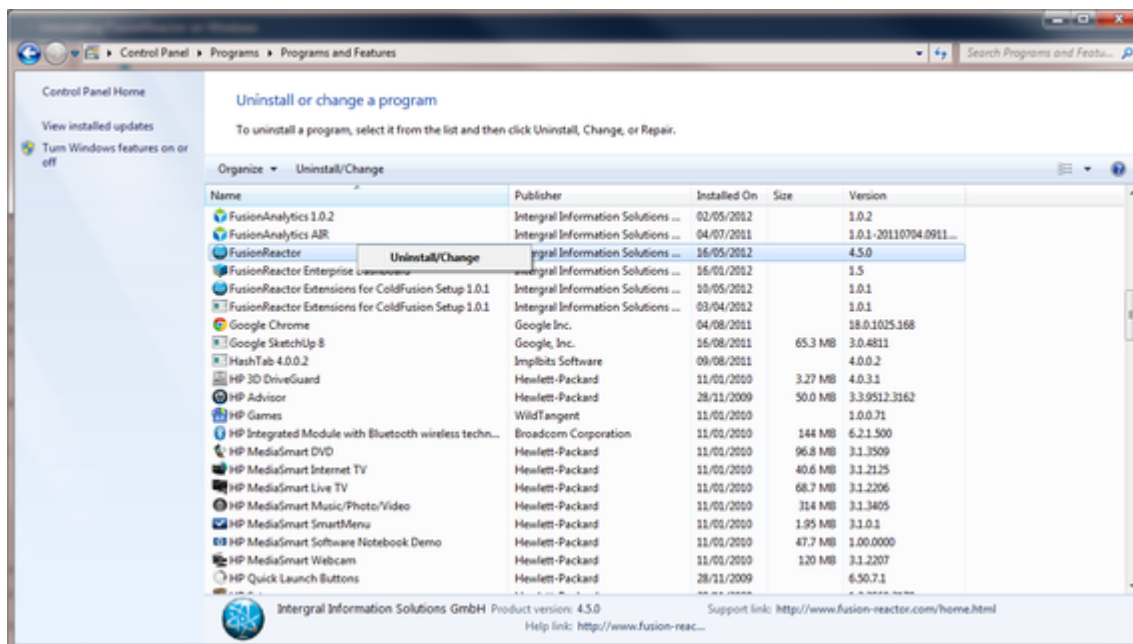 Control Panel ▸ Programs ▸ Programs and Features
Search Programs and Featu...
Control Panel Home
View installed updates
Turn Windows features on or off
Uninstall or change a program
To uninstall a program, select it from the list and then click Uninstall, Change, or Repair.
Organize Uninstall/Change
Name Publisher Installed On Size Version
FusionAnalytics 1.0.2 Intergral Information Solutions ... 02/05/2012 1.0.2
FusionAnalytics AIR Intergral Information Solutions ... 04/07/2011 1.0.1-20110704.0911...
FusionReactor Intergral Information Solutions ... 16/05/2012 4.5.0
Uninstall/Change
FusionReactor Enterprise Dashboard Intergral Information Solutions ... 16/01/2012 1.5
FusionReactor Extensions for ColdFusion Setup 1.0.1 Intergral Information Solutions ... 10/05/2012 1.0.1
FusionReactor Extensions for ColdFusion Setup 1.0.1 Intergral Information Solutions ... 03/04/2012 1.0.1
Google Chrome Google Inc. 04/08/2011 18.0.1025.168
Google SketchUp 8 Google, Inc. 16/08/2011 65.3 MB 3.0.4811
HashTab 4.0.0.2 Implbits Software 09/08/2011 4.0.0.2
HP 3D DriveGuard Hewlett-Packard 11/01/2010 3.27 MB 4.0.3.1
HP Advisor Hewlett-Packard 28/11/2009 50.0 MB 3.3.9512.3162
HP Games WildTangent 11/01/2010 1.0.0.71
HP Integrated Module with Bluetooth wireless techn... Broadcom Corporation 11/01/2010 144 MB 6.2.1.500
HP MediaSmart DVD Hewlett-Packard 11/01/2010 96.8 MB 3.1.3509
HP MediaSmart Internet TV Hewlett-Packard 11/01/2010 40.6 MB 3.1.2125
HP MediaSmart Live TV Hewlett-Packard 11/01/2010 68.7 MB 3.1.2206
HP MediaSmart Music/Photo/Video Hewlett-Packard 11/01/2010 314 MB 3.1.3405
HP MediaSmart SmartMenu Hewlett-Packard 11/01/2010 1.95 MB 3.1.0.1
HP MediaSmart Software Notebook Demo Hewlett-Packard 11/01/2010 47.7 MB 1.00.0000
HP MediaSmart Webcam Hewlett-Packard 11/01/2010 120 MB 3.1.2207
HP Quick Launch Buttons Hewlett-Packard 28/11/2009 6.50.7.1
Intergral Information Solutions GmbH Product version: 4.5.0 Support link: http://www.fusion-reactor.com/home.html
Help link: http://www.fusion-reac...